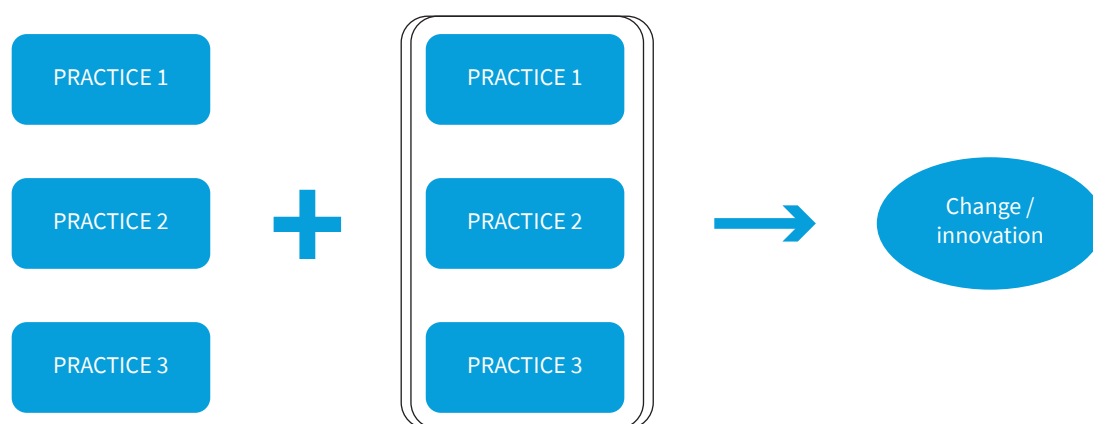 PRACTICE 1
PRACTICE 2
PRACTICE 3
PRACTICE 1
PRACTICE 2
PRACTICE 3
Change /
innovation